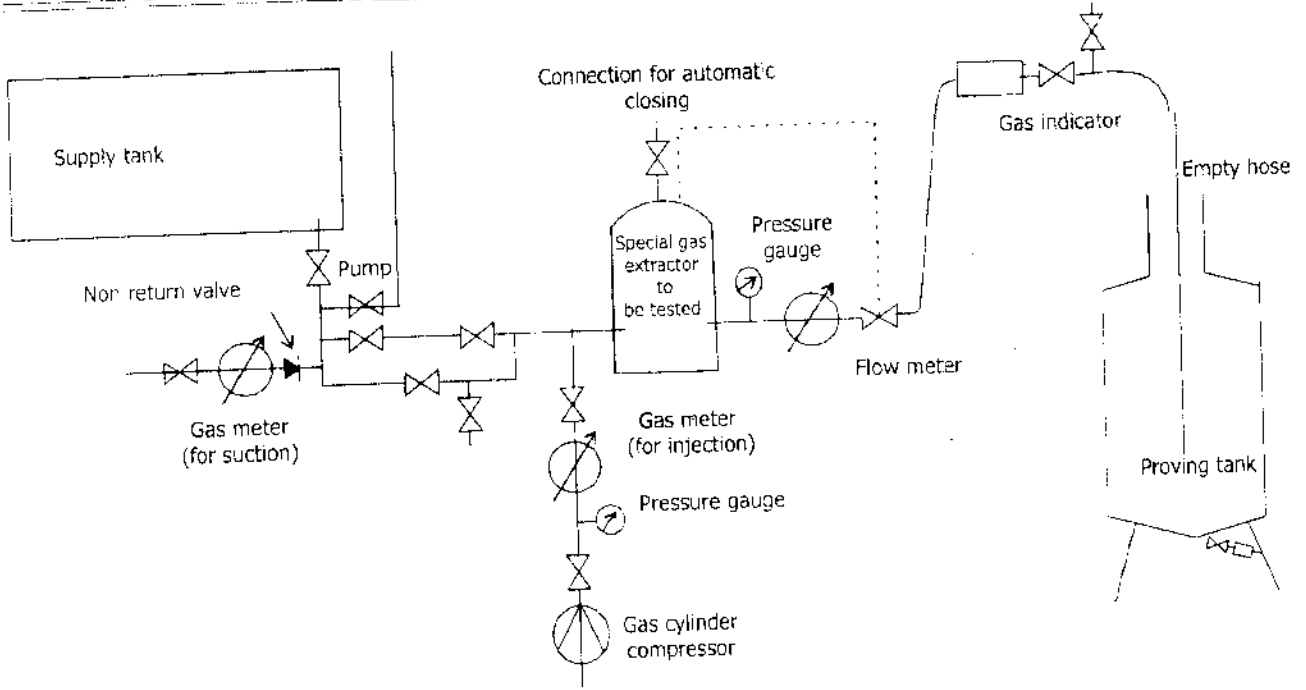 Connection for automatic
closing
Supply tank
Gas indicator
Empty hose
Pump
Non return valve
Special gas
extractor
to
be tested
Pressure
gauge
Flow meter
Gas meter
(for suction)
Gas meter
(for injection)
Proving tank
Pressure gauge
Gas cylinder
compressor